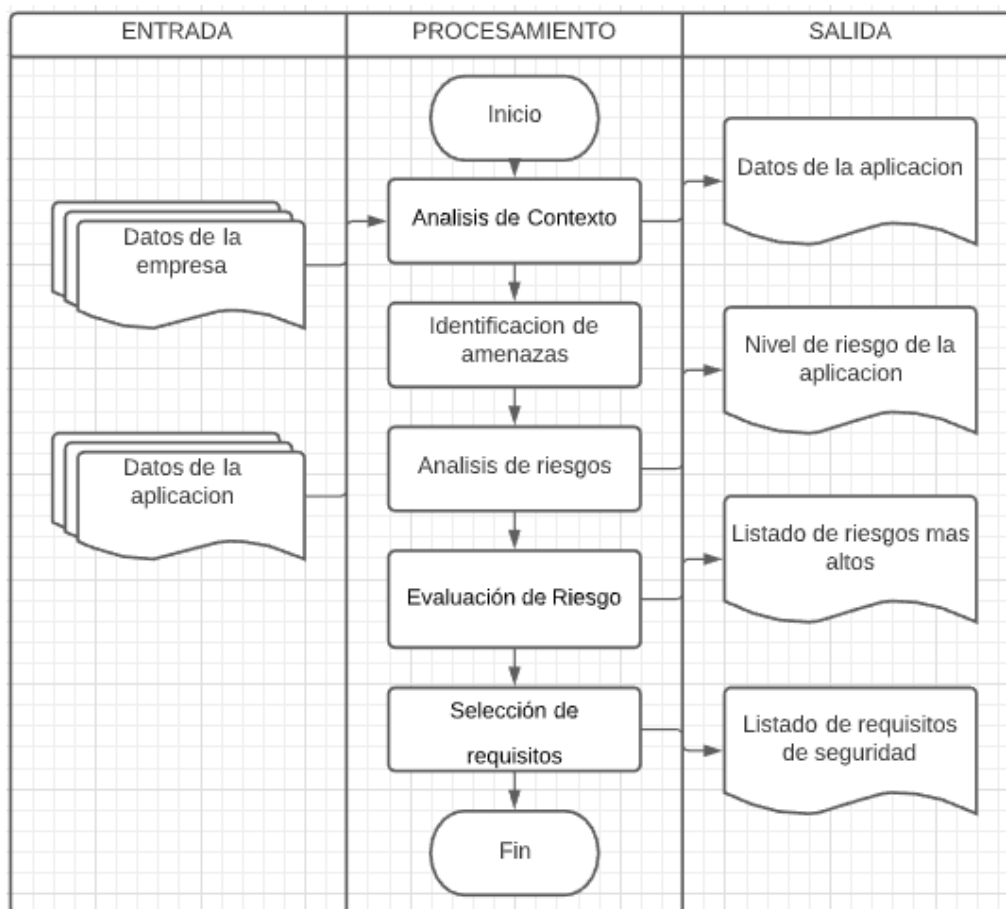 ENTRADA
PROCESAMIENTO
SALIDA
Inicio
Datos de la aplicacion
Analisis de Contexto
Datos de la
empresa
Identificacion de
amenazas
Nivel de riesgo de la
aplicacion
Datos de la
aplicacion
Analisis de riesgos
Listado de riesgos mas
altos
Evaluación de Riesgo
Selección de
requisitos
Listado de requisitos
de seguridad
Fin